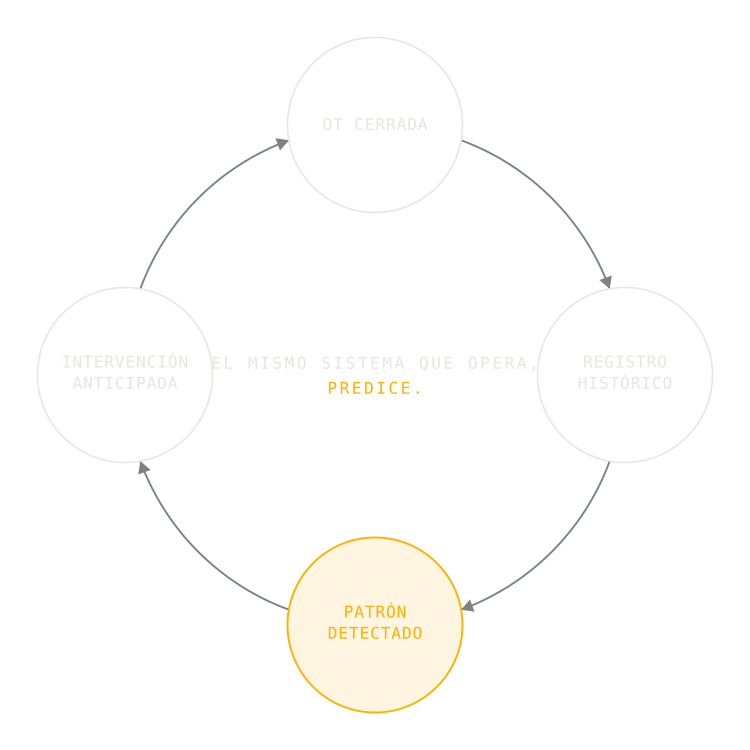 OT CERRADA
INTERVENCIÓN
ANTICIPADA
EL MISMO SISTEMA QUE OPERA,
PREDICE.
REGISTRO
HISTÓRICO
PATRÓN
DETECTADO